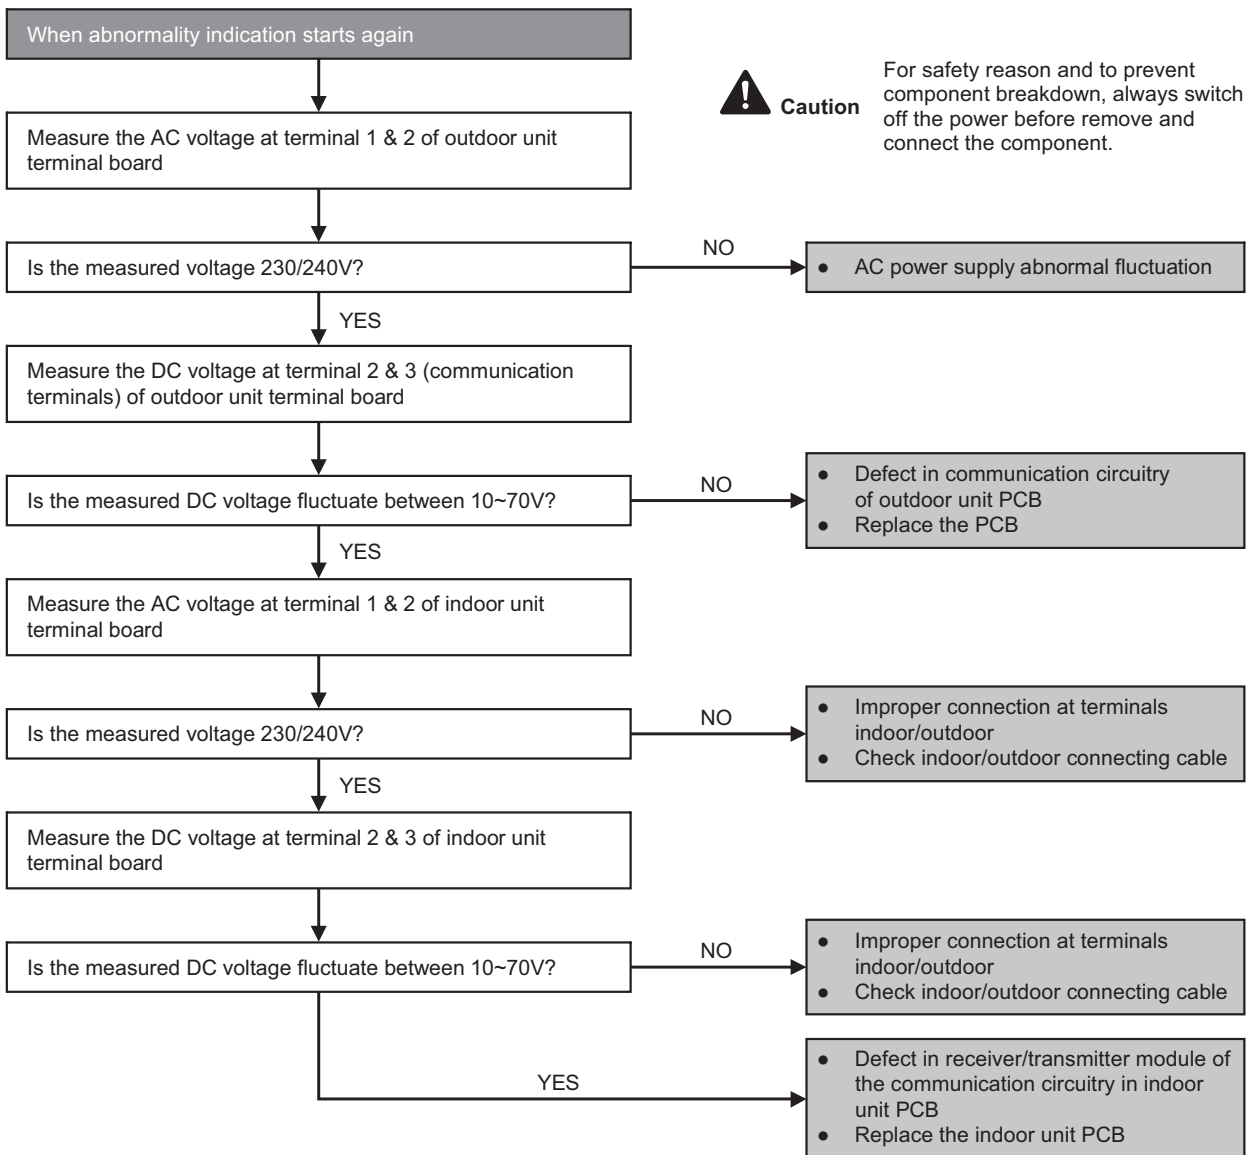 When abnormality indication starts again
Caution
For safety reason and to prevent
component breakdown, always switch
off the power before remove and
connect the component.
Measure the AC voltage at terminal 1 & 2 of outdoor unit
terminal board
Is the measured voltage 230/240V?
NO
● AC power supply abnormal fluctuation
YES
Measure the DC voltage at terminal 2 & 3 (communication
terminals) of outdoor unit terminal board
Is the measured DC voltage fluctuate between 10~70V?
NO
● Defect in communication circuitry
of outdoor unit PCB
● Replace the PCB
YES
Measure the AC voltage at terminal 1 & 2 of indoor unit
terminal board
Is the measured voltage 230/240V?
NO
● Improper connection at terminals
indoor/outdoor
● Check indoor/outdoor connecting cable
YES
Measure the DC voltage at terminal 2 & 3 of indoor unit
terminal board
Is the measured DC voltage fluctuate between 10~70V?
NO
● Improper connection at terminals
indoor/outdoor
● Check indoor/outdoor connecting cable
YES
● Defect in receiver/transmitter module of
the communication circuitry in indoor
unit PCB
● Replace the indoor unit PCB